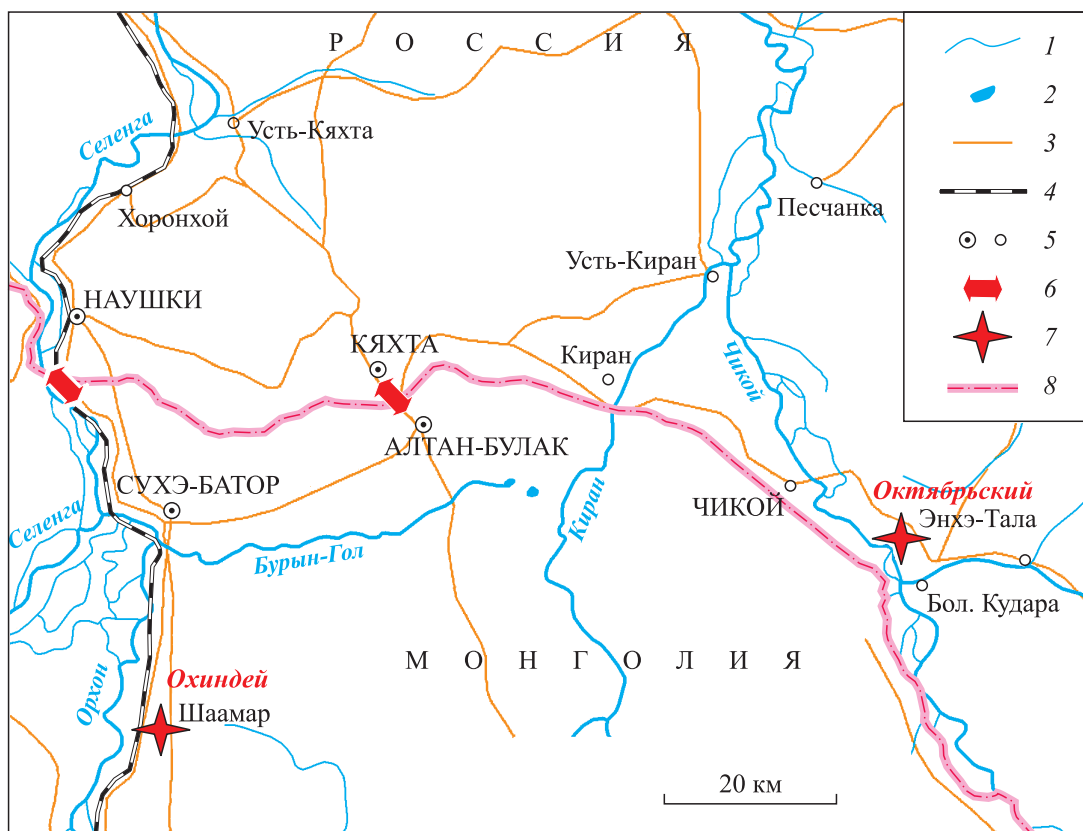 РОССИЯ
1
2
3
4
5
6
7
8
Селенга
Усть-Кяхта
Хоронхой
Песчанка
Усть-Киран
НАУШКИ
КЯХТА
Киран
Чикой
АЛТАН-БУЛАК
СУХЭ-БАТОР
ЧИКОЙ
Октябрьский
Энхэ-Тала
Селенга
Бурын-Гол
Киран
Бол. Кудара
МОНГОЛИЯ
Орхон
Охиндей
Шаамар
20 км